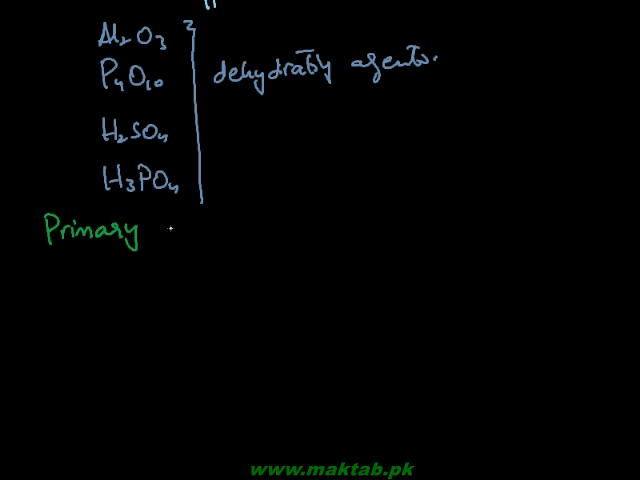 Al₂O₃
P₄O₁₀ dehydrating agents.
H₂SO₄
H₃PO₄
Primary
www.maktab.pk